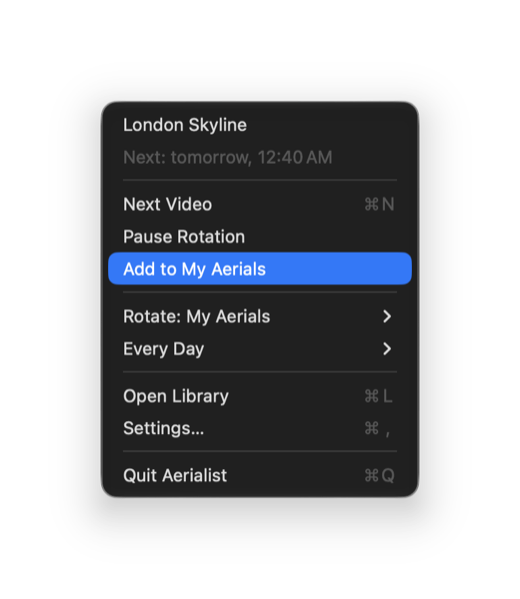 London Skyline
Next: tomorrow, 12:40 AM
Next Video ⌘ N
Pause Rotation
Add to My Aerials
Rotate: My Aerials
Every Day
Open Library ⌘ L
Settings... ⌘ ,
Quit Aerialist ⌘ Q